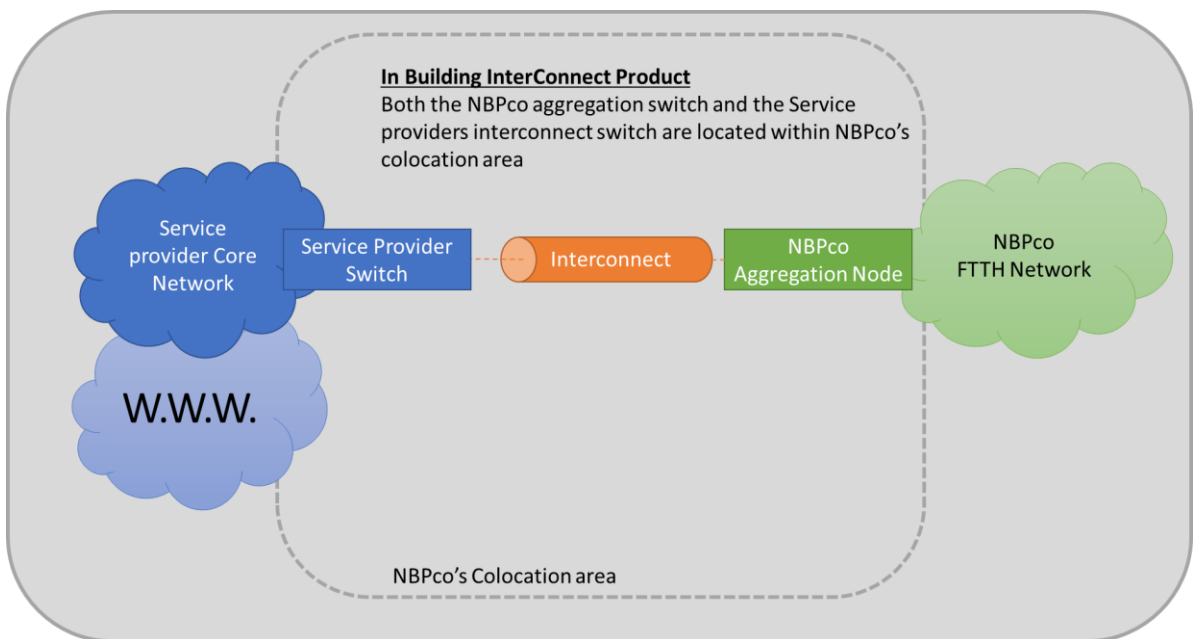 In Building InterConnect Product
Both the NBPco aggregation switch and the Service
providers interconnect switch are located within NBPco's
colocation area
Service
provider Core
Network
Service Provider
Switch
Interconnect
NBPco
Aggregation Node
NBPco
FTTH Network
W.W.W.
NBPco's Colocation area